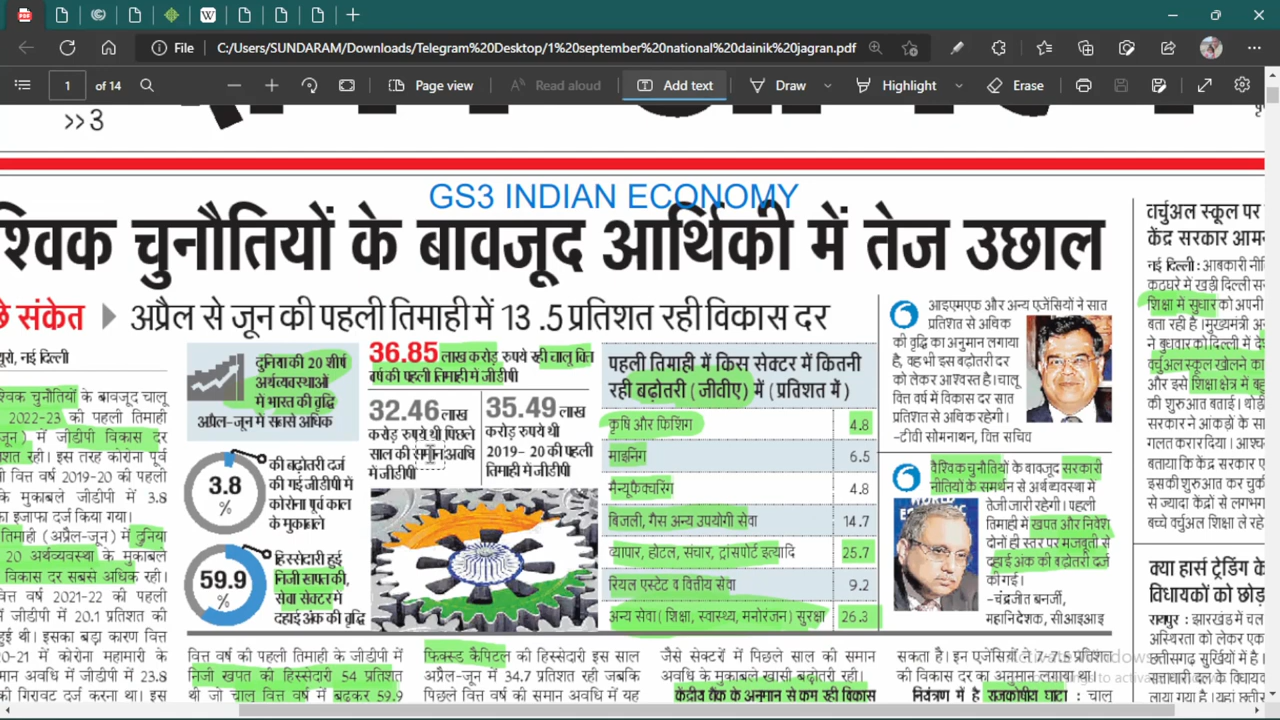 File C:/Users/SUNDARAM/Downloads/Telegram%20Desktop/1%20september%20national%20dainik%20jagran.pdf
1 of 14 Page view Read aloud Add text Draw Highlight Erase
>>3
GS3 INDIAN ECONOMY
श्विक चुनौतियों के बावजूद आर्थिकी में तेज उछाल
छे संकेत अप्रैल से जून की पहली तिमाही में 13 .5 प्रतिशत रही विकास दर
यूरो, नई दिल्ली
श्विक चुनौतियों के बावजूद चालू
2022-23 की पहली तिमाही
जून) में जीडीपी विकास दर
शत रही। इस तरह कोरोना पूर्व
वित्त वर्ष 2019-20 की पहली
के मुकाबले जीडीपी में 3.8
का इजाफा दर्ज किया गया।
तिमाही (अप्रैल-जून) में दुनिया
20 अर्थव्यवस्था के मुकाबले
विकास दर सबसे अधिक रही।
त्त वर्ष 2021-22 की पहली
में जीडीपी में 20.1 प्रतिशत की
हुई थी। इसका बड़ा कारण वित्त
20-21 में कोरोना महामारी के
मान अवधि में जीडीपी में 23.8
की गिरावट दर्ज करना था। इस
दुनिया की 20 शीर्ष
अर्थव्यवस्थाओं
में भारत की वृद्धि
अप्रैल-जून में सबसे अधिक
3.8
%
की बढ़ोतरी दर्ज
की गई जीडीपी में
कोरोना पूर्व काल
के मुकाबले
59.9
%
हिस्सेदारी हुई
निजी खपत की,
सेवा सेक्टर में
दहाई अंक की वृद्धि
36.85 लाख करोड़ रुपये रही चालू वित्त
वर्ष की पहली तिमाही में जीडीपी
32.46 लाख
करोड़ रुपये थी पिछले
साल की समान अवधि
में जीडीपी
35.49 लाख
करोड़ रुपये थी
2019- 20 की पहली
तिमाही में जीडीपी
पहली तिमाही में किस सेक्टर में कितनी
रही बढ़ोतरी (जीवीए) में (प्रतिशत में)
कृषि और फिशिंग 4.8
माइनिंग 6.5
मैन्यूफैक्चरिंग 4.8
बिजली, गैस अन्य उपयोगी सेवा 14.7
व्यापार, होटल, संचार, ट्रांसपोर्ट इत्यादि 25.7
रियल एस्टेट व वित्तीय सेवा 9.2
अन्य सेवा (शिक्षा, स्वास्थ्य, मनोरंजन) सुरक्षा 26.3
आइएमएफ और अन्य एजेंसियों ने सात
प्रतिशत से अधिक
की वृद्धि का अनुमान लगाया
है, वह भी इस बढ़ोतरी दर
को लेकर आश्वस्त है। चालू
वित्त वर्ष में विकास दर सात
प्रतिशत से अधिक रहेगी।
-टीवी सोमनाथन, वित्त सचिव
वैश्विक चुनौतियों के बावजूद सरकारी
नीतियों के समर्थन से अर्थव्यवस्था में
तेजी जारी रहेगी। पहली
तिमाही में खपत और निवेश
दोनों ही स्तर पर मजबूती से
दहाई अंक की बढ़ोतरी दर्ज
की गई।
-चंद्रजीत बनर्जी,
महानिदेशक, सीआइआइ
वित्त वर्ष की पहली तिमाही के जीडीपी में
निजी खपत की हिस्सेदारी 54 प्रतिशत
थी जो चालू वित्त वर्ष में बढ़कर 59.9
फिक्स्ड कैपिटल की हिस्सेदारी इस साल
अप्रैल-जून में 34.7 प्रतिशत रही जबकि
पिछले वित्त वर्ष की समान अवधि में यह
जैसे सेक्टरों में पिछले साल की समान
अवधि के मुकाबले खासी बढ़ोतरी रही।
केंद्रीय बैंक के अनुमान से कम रही विकास
सकता है। इन एजेंसियों ने 7-7.5 प्रतिशत
की विकास दर का अनुमान लगाया था।
नियंत्रण में है राजकोषीय घाटा : चालू
वर्चुअल स्कूल पर
केंद्र सरकार आम
नई दिल्ली : आबकारी नी
कटघरे में खड़ी दिल्ली स
शिक्षा में सुधार को अपनी
बता रही है।
ने बुधवार को दिल्ली में दे
वर्चुअल स्कूल खोलने का
और इसे शिक्षा क्षेत्र में ब
की शुरुआत बताई।
सरकार ने आंकड़ों के
गलत करार दिया।
बताया कि केंद्र सरकार
इसकी शुरुआत कर चु
से ज्यादा केंद्रों से लगभग
बच्चे वर्चुअल शिक्षा ले रहे
क्या हार्स ट्रेडिंग के
विधायकों को छोड़
रायपुर : झारखंड में चल
अस्थिरता को लेकर एक
छत्तीसगढ़ सुर्खियों में है।
सत्ताधारी दल के विधायक